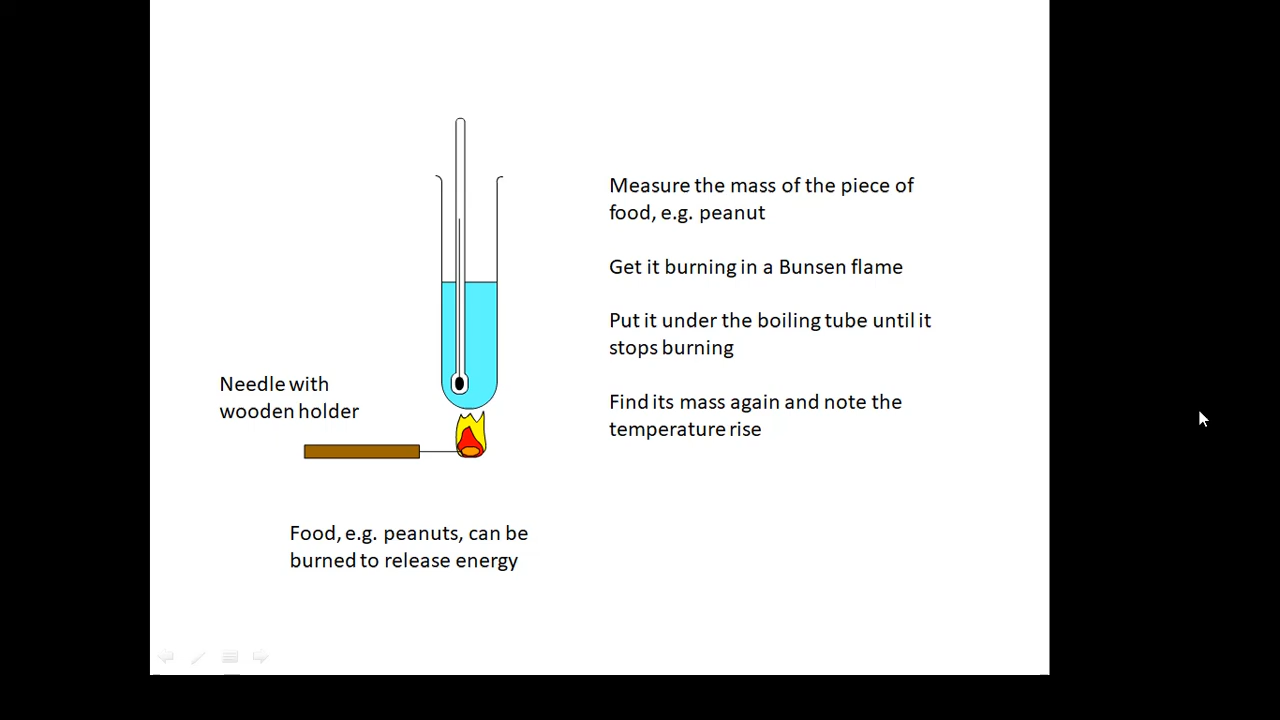 Measure the mass of the piece of
food, e.g. peanut
Get it burning in a Bunsen flame
Put it under the boiling tube until it
stops burning
Find its mass again and note the
temperature rise
Needle with
wooden holder
Food, e.g. peanuts, can be
burned to release energy